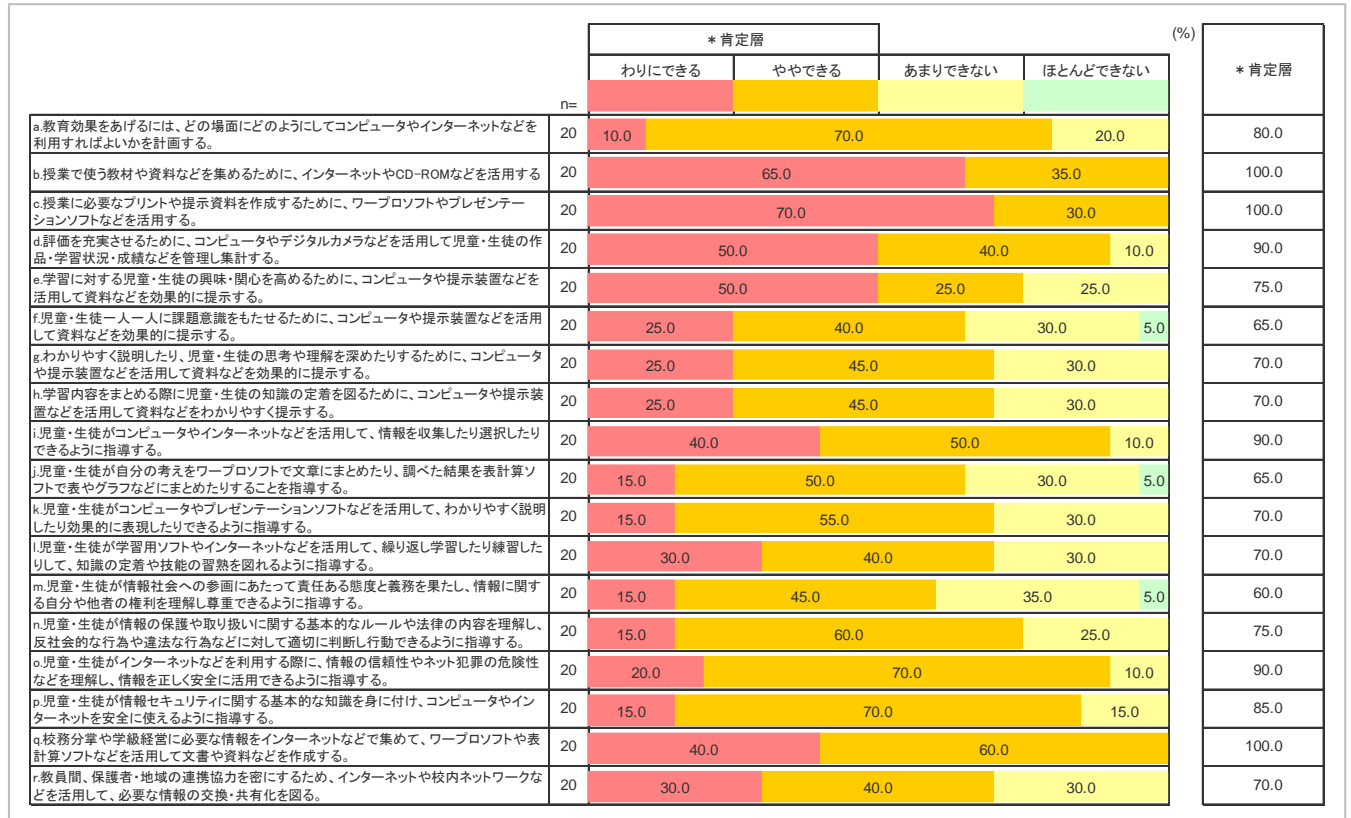 ＊肯定層
(%)
＊肯定層
わりにできる ややできる あまりできない ほとんどできない
n=
a.教育効果をあげるには、どの場面にどのようにしてコンピュータやインターネットなどを
利用すればよいかを計画する。
20 10.0 70.0 20.0 80.0
b.授業で使う教材や資料などを集めるために、インターネットやCD-ROMなどを活用する
20 65.0 35.0 100.0
c.授業に必要なプリントや提示資料を作成するために、ワープロソフトやプレゼンテー
ションソフトなどを活用する。
20 70.0 30.0 100.0
d.評価を充実させるために、コンピュータやデジタルカメラなどを活用して児童・生徒の作
品・学習状況・成績などを管理し集計する。
20 50.0 40.0 10.0 90.0
e.学習に対する児童・生徒の興味・関心を高めるために、コンピュータや提示装置などを
活用して資料などを効果的に提示する。
20 50.0 25.0 25.0 75.0
f.児童・生徒一人一人に課題意識をもたせるために、コンピュータや提示装置などを活用
して資料などを効果的に提示する。
20 25.0 40.0 30.0 5.0 65.0
g.わかりやすく説明したり、児童・生徒の思考や理解を深めたりするために、コンピュータ
や提示装置などを活用して資料などを効果的に提示する。
20 25.0 45.0 30.0 70.0
h.学習内容をまとめる際に児童・生徒の知識の定着を図るために、コンピュータや提示装
置などを活用して資料などをわかりやすく提示する。
20 25.0 45.0 30.0 70.0
i.児童・生徒がコンピュータやインターネットなどを活用して、情報を収集したり選択したり
できるように指導する。
20 40.0 50.0 10.0 90.0
j.児童・生徒が自分の考えをワープロソフトで文章にまとめたり、調べた結果を表計算ソ
フトで表やグラフなどにまとめたりすることを指導する。
20 15.0 50.0 30.0 5.0 65.0
k.児童・生徒がコンピュータやプレゼンテーションソフトなどを活用して、わかりやすく説明
したり効果的に表現したりできるように指導する。
20 15.0 55.0 30.0 70.0
l.児童・生徒が学習用ソフトやインターネットなどを活用して、繰り返し学習したり練習した
りして、知識の定着や技能の習熟を図れるように指導する。
20 30.0 40.0 30.0 70.0
m.児童・生徒が情報社会への参画にあたって責任ある態度と義務を果たし、情報に関す
る自分や他者の権利を理解し尊重できるように指導する。
20 15.0 45.0 35.0 5.0 60.0
n.児童・生徒が情報の保護や取り扱いに関する基本的なルールや法律の内容を理解し、
反社会的な行為や違法な行為などに対して適切に判断し行動できるように指導する。
20 15.0 60.0 25.0 75.0
o.児童・生徒がインターネットなどを利用する際に、情報の信頼性やネット犯罪の危険性
などを理解し、情報を正しく安全に活用できるように指導する。
20 20.0 70.0 10.0 90.0
p.児童・生徒が情報セキュリティに関する基本的な知識を身に付け、コンピュータやイン
ターネットを安全に使えるように指導する。
20 15.0 70.0 15.0 85.0
q.校務分掌や学級経営に必要な情報をインターネットなどで集めて、ワープロソフトや表
計算ソフトなどを活用して文書や資料などを作成する。
20 40.0 60.0 100.0
r.教員間、保護者・地域の連携協力を密にするため、インターネットや校内ネットワークな
どを活用して、必要な情報の交換・共有化を図る。
20 30.0 40.0 30.0 70.0